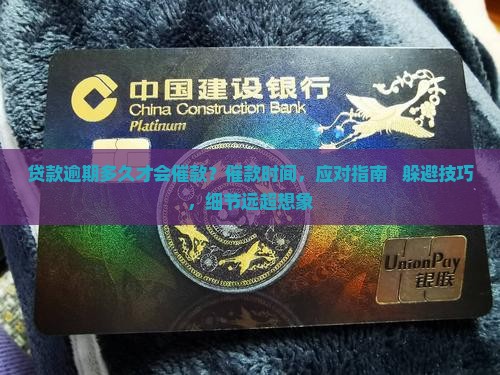 中国建设银行
China Construction Bank
Platinum
贷款逾期多久才会催款？催款时间，应对指南 躲避技巧
，细节远超想象
UnionPay
银联